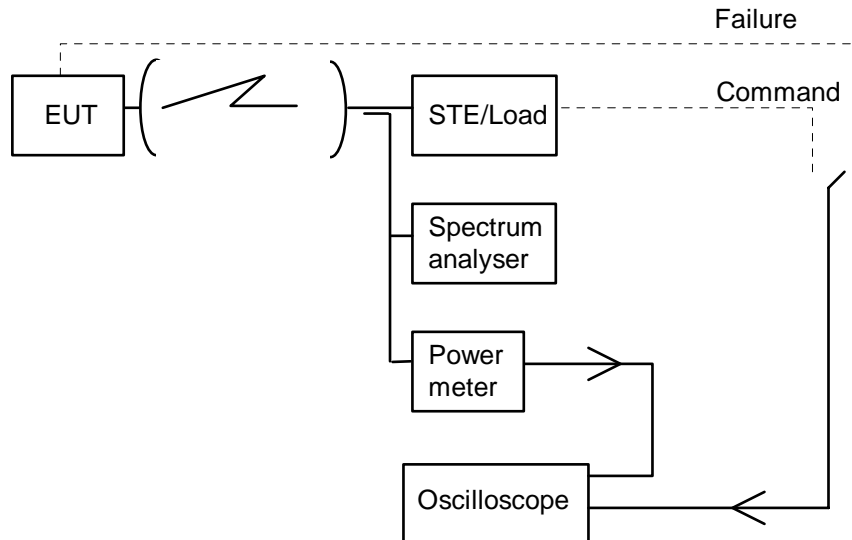 Failure
EUT
STE/Load
Command
Spectrum
analyser
Power
meter
Oscilloscope